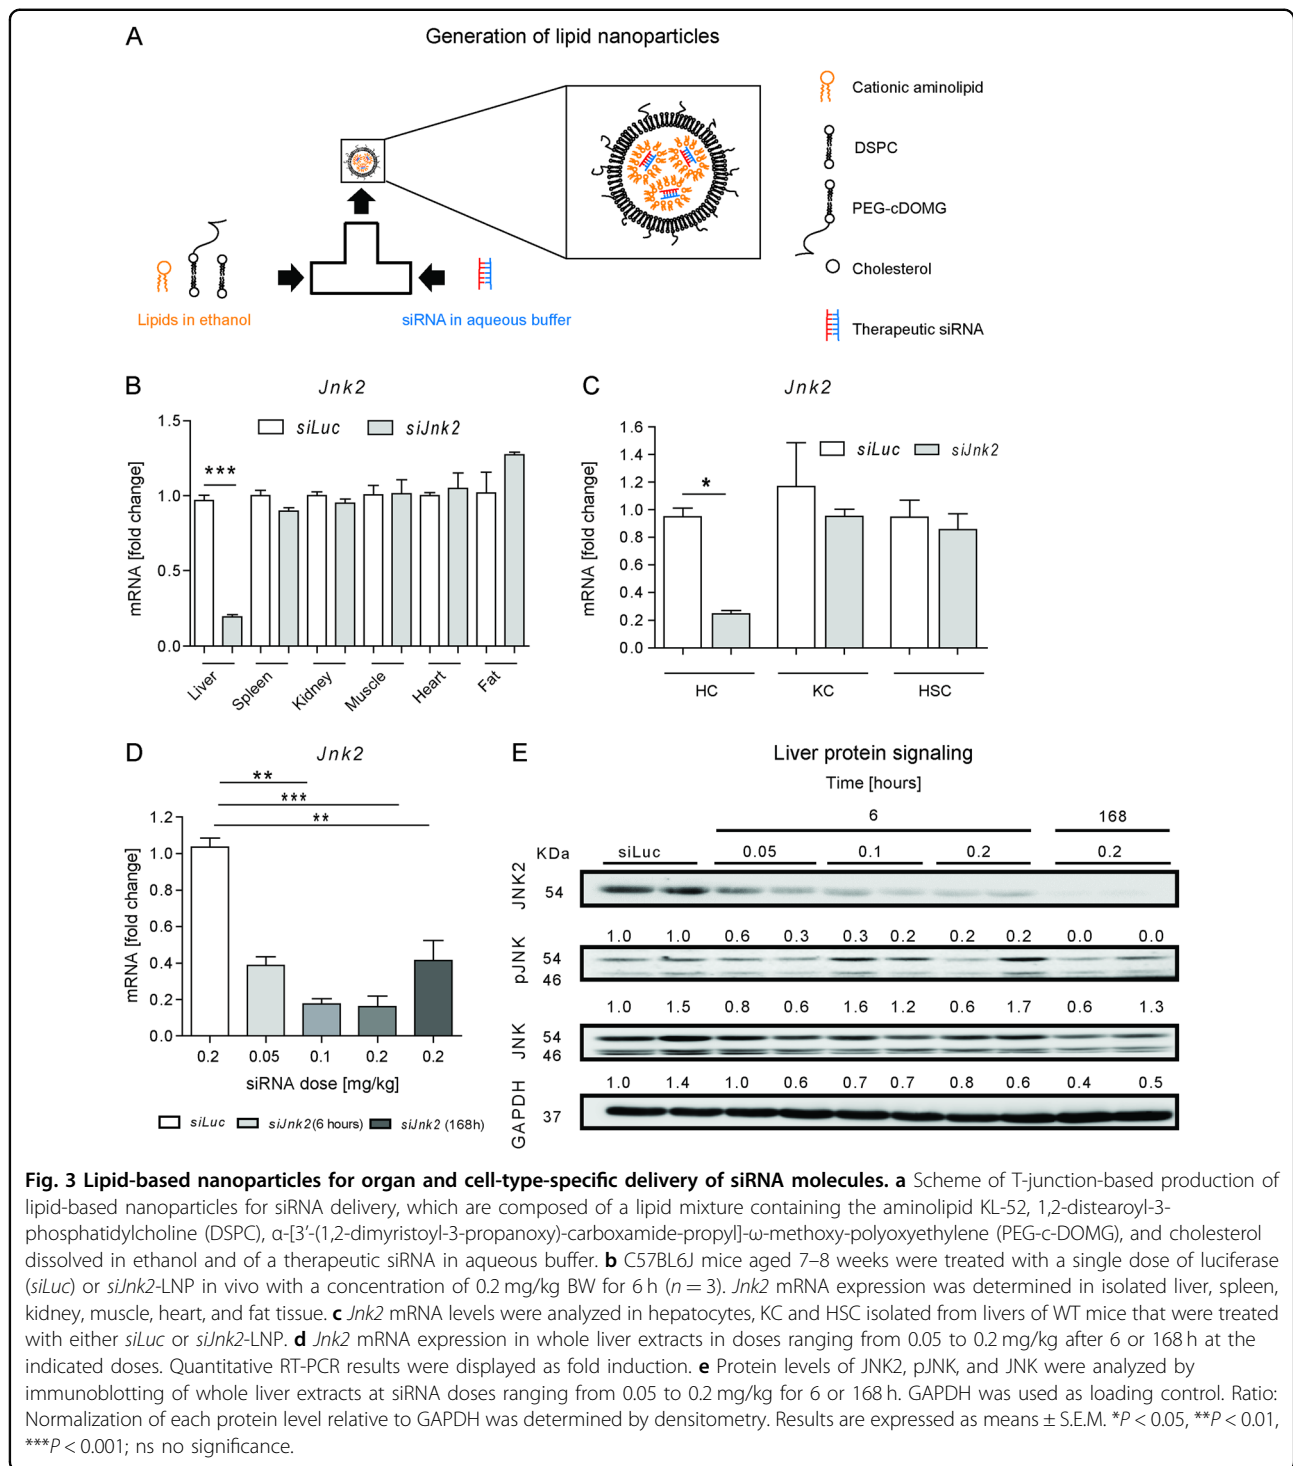 A
Generation of lipid nanoparticles
Cationic aminolipid
DSPC
PEG-cDOMG
Cholesterol
Therapeutic siRNA
Lipids in ethanol
siRNA in aqueous buffer
B
Jnk2
siLuc siJnk2
mRNA [fold change]
1.5
1.0
0.5
0.0
***
Liver Spleen Kidney Muscle Heart Fat
C
Jnk2
siLuc siJnk2
mRNA [fold change]
1.6
1.4
1.2
1.0
0.8
0.6
0.4
0.2
0.0
*
HC KC HSC
D
Jnk2
**
***
**
mRNA [fold change]
1.2
1.0
0.8
0.6
0.4
0.2
0.0
0.2 0.05 0.1 0.2 0.2
siRNA dose [mg/kg]
siLuc siJnk2(6 hours) siJnk2 (168h)
E
Liver protein signaling
Time [hours]
6 168
KDa siLuc 0.05 0.1 0.2 0.2
JNK2 54
1.0 1.0 0.6 0.3 0.3 0.2 0.2 0.2 0.0 0.0
pJNK 54
46
1.0 1.5 0.8 0.6 1.6 1.2 0.6 1.7 0.6 1.3
JNK 54
46
1.0 1.4 1.0 0.6 0.7 0.7 0.8 0.6 0.4 0.5
GAPDH 37
Fig. 3 Lipid-based nanoparticles for organ and cell-type-specific delivery of siRNA molecules. a Scheme of T-junction-based production of
lipid-based nanoparticles for siRNA delivery, which are composed of a lipid mixture containing the aminolipid KL-52, 1,2-distearoyl-3-
phosphatidylcholine (DSPC), α-[3′-(1,2-dimyristoyl-3-propanoxy)-carboxamide-propyl]-ω-methoxy-polyoxyethylene (PEG-c-DOMG), and cholesterol
dissolved in ethanol and of a therapeutic siRNA in aqueous buffer. b C57BL6J mice aged 7–8 weeks were treated with a single dose of luciferase
(siLuc) or siJnk2-LNP in vivo with a concentration of 0.2 mg/kg BW for 6 h (n = 3). Jnk2 mRNA expression was determined in isolated liver, spleen,
kidney, muscle, heart, and fat tissue. c Jnk2 mRNA levels were analyzed in hepatocytes, KC and HSC isolated from livers of WT mice that were treated
with either siLuc or siJnk2-LNP. d Jnk2 mRNA expression in whole liver extracts in doses ranging from 0.05 to 0.2 mg/kg after 6 or 168 h at the
indicated doses. Quantitative RT-PCR results were displayed as fold induction. e Protein levels of JNK2, pJNK, and JNK were analyzed by
immunoblotting of whole liver extracts at siRNA doses ranging from 0.05 to 0.2 mg/kg for 6 or 168 h. GAPDH was used as loading control. Ratio:
Normalization of each protein level relative to GAPDH was determined by densitometry. Results are expressed as means ± S.E.M. *P < 0.05, **P < 0.01,
***P < 0.001; ns no significance.